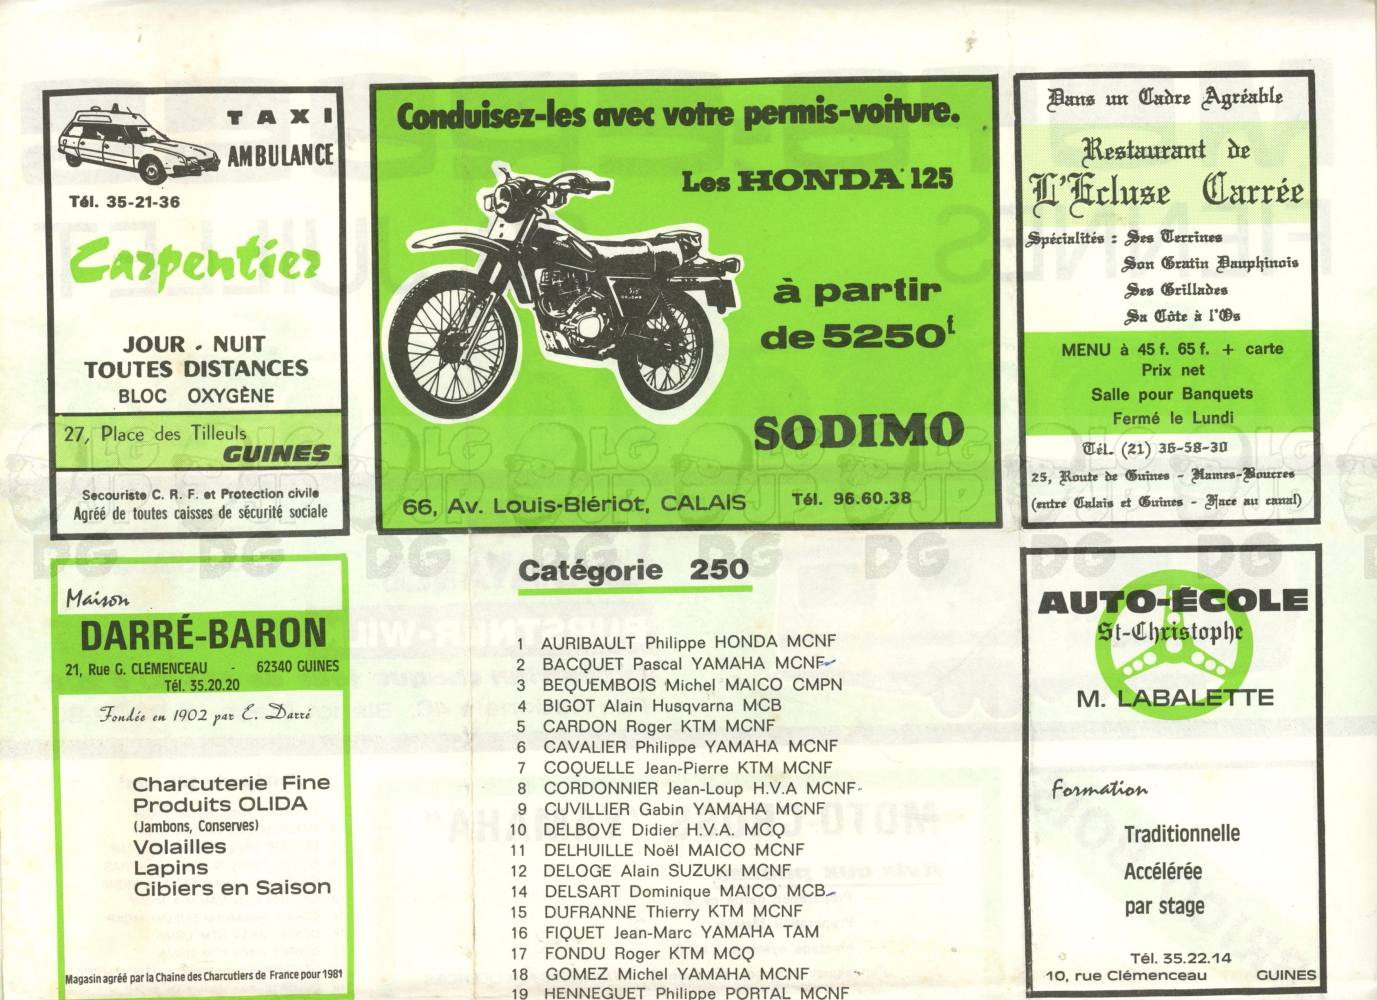 TAXI
AMBULANCE
Tél. 35-21-36
Carpentier
JOUR - NUIT
TOUTES DISTANCES
BLOC OXYGÈNE
27, Place des Tilleuls
GUINES
Secouriste C. R. F. et Protection civile
Agréé de toutes caisses de sécurité sociale
Conduisez-les avec votre permis-voiture.
Les HONDA 125
à partir
de 5250f
SODIMO
66, Av. Louis-Blériot, CALAIS Tél. 96.60.38
Dans un Cadre Agréable
Restaurant de
L'Ecluse Carrée
Spécialités : Ses Terrines
Son Gratin Dauphinois
Ses Grillades
Sa Côte à l'Os
MENU à 45 f. 65 f. + carte
Prix net
Salle pour Banquets
Fermé le Lundi
Tél. (21) 36-58-30
25, Route de Guines - Hames-Boucres
(entre Calais et Guines - Face au canal)
Maison
DARRÉ-BARON
21, Rue G. CLÉMENCEAU - 62340 GUINES
Tél. 35.20.20
Fondée en 1902 par E. Darré
Charcuterie Fine
Produits OLIDA
(Jambons, Conserves)
Volailles
Lapins
Gibiers en Saison
Magasin agréé par la Chaine des Charcutiers de France pour 1981
Catégorie 250
1 AURIBAULT Philippe HONDA MCNF
2 BACQUET Pascal YAMAHA MCNF
3 BEQUEMBOIS Michel MAICO CMPN
4 BIGOT Alain Husqvarna MCB
5 CARDON Roger KTM MCNF
6 CAVALIER Philippe YAMAHA MCNF
7 COQUELLE Jean-Pierre KTM MCNF
8 CORDONNIER Jean-Loup H.V.A MCNF
9 CUVILLIER Gabin YAMAHA MCNF
10 DELBOVE Didier H.V.A. MCQ
11 DELHUILLE Noël MAICO MCNF
12 DELOGE Alain SUZUKI MCNF
14 DELSART Dominique MAICO MCB
15 DUFRANNE Thierry KTM MCNF
16 FIQUET Jean-Marc YAMAHA TAM
17 FONDU Roger KTM MCQ
18 GOMEZ Michel YAMAHA MCNF
19 HENNEGUET Philippe PORTAL MCNF
AUTO-ÉCOLE
St-Christophe
M. LABALETTE
Formation
Traditionnelle
Accélérée
par stage
Tél. 35.22.14
10, rue Clémenceau GUINES
LG
JP
DG